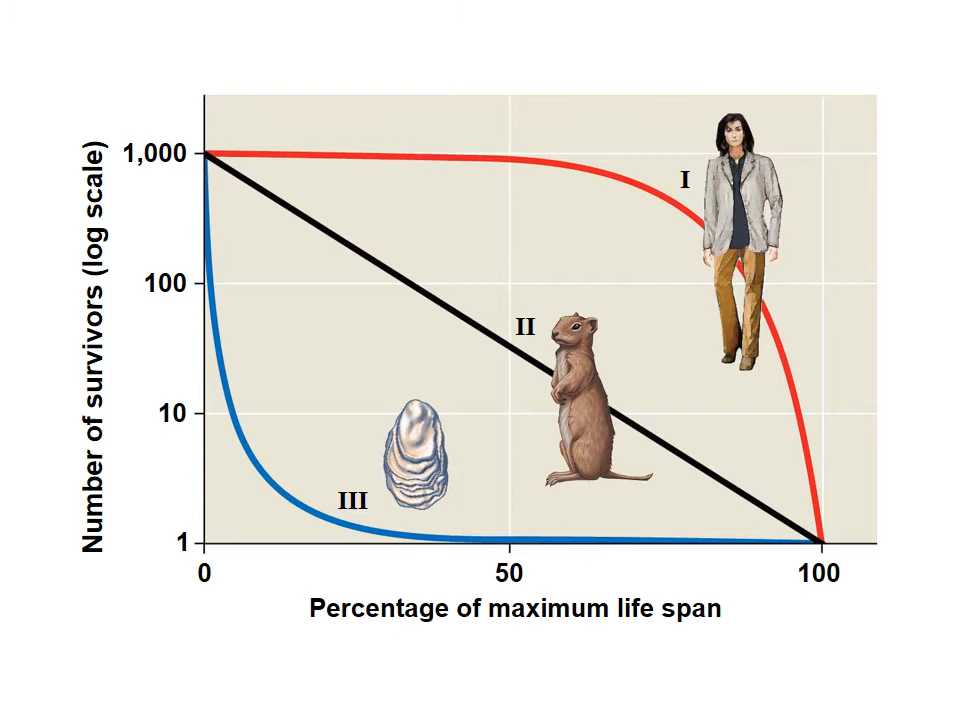 Number of survivors (log scale)
1,000
100
10
1
I
II
III
0
50
100
Percentage of maximum life span